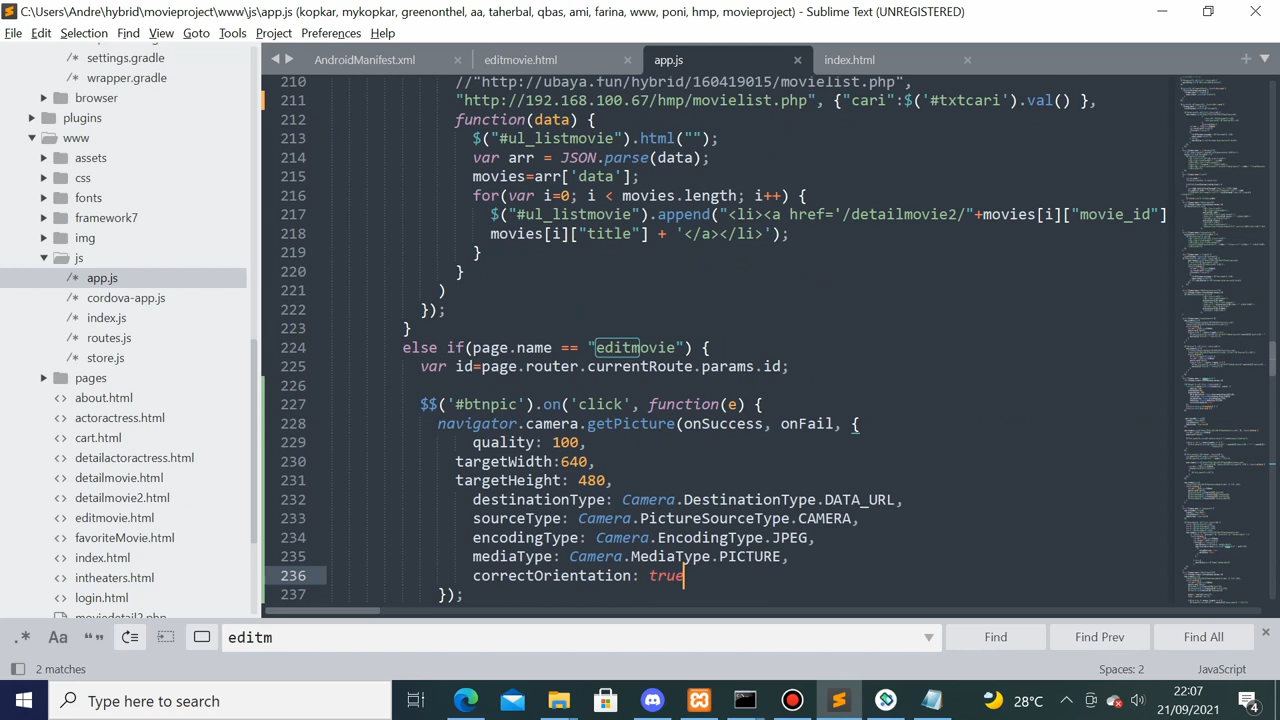 C:\Users\Andre\hybrid\movieproject\www\js\app.js (kopkar, mykopkar, greenotthel, aa, taherbal, qbas, ami, farina, www, poni, hmp, movieproject) - Sublime Text (UNREGISTERED)
File Edit Selection Find View Goto Tools Project Preferences Help
settings.gradle
wrapper.gradle
browser
plugins
www
assets
css
fonts
framework7
img
js
app.js
cordova-app.js
index.js
routes.js
store.js
pages
about.html
actoractress.html
cart.html
detailactoractress.html
detailmovie.html
detailmovie2.html
editmovie.html
favoriteMovie.html
index.html
intheaters.html
login.html
moviedetail2.php
AndroidManifest.xml editmovie.html app.js index.html
210 //"http://ubaya.fun/hybrid/160419015/movielist.php",
211 "http://192.168.100.67/hmp/movielist.php", {"cari":$('#txtcari').val() },
212 function(data) {
213 $("#ul_listmovie").html("");
214 var arr = JSON.parse(data);
215 movies=arr['data'];
216 for(var i=0; i < movies.length; i++) {
217 $("#ul_listmovie").append("<li><a href='/detailmovie2/"+movies[i]["movie_id"]
218 movies[i]["title"] + '</a></li>');
219 }
220 }
221 )
222 });
223 }
224 else if(page.name == "editmovie") {
225 var id=page.router.currentRoute.params.id;
226
227 $$('#btnpic').on('click', function(e) {
228 navigator.camera.getPicture(onSuccess, onFail, {
229 quality: 100,
230 targetWidth:640,
231 targetHeight: 480,
232 destinationType: Camera.DestinationType.DATA_URL,
233 sourceType: Camera.PictureSourceType.CAMERA,
234 encodingType: Camera.EncodingType.JPEG,
235 mediaType: Camera.MediaType.PICTURE,
236 correctOrientation: true
237 });
.* Aa “” editm Find Find Prev Find All
2 matches Spaces: 2 JavaScript
Type here to search 28°C 22:07
21/09/2021 4